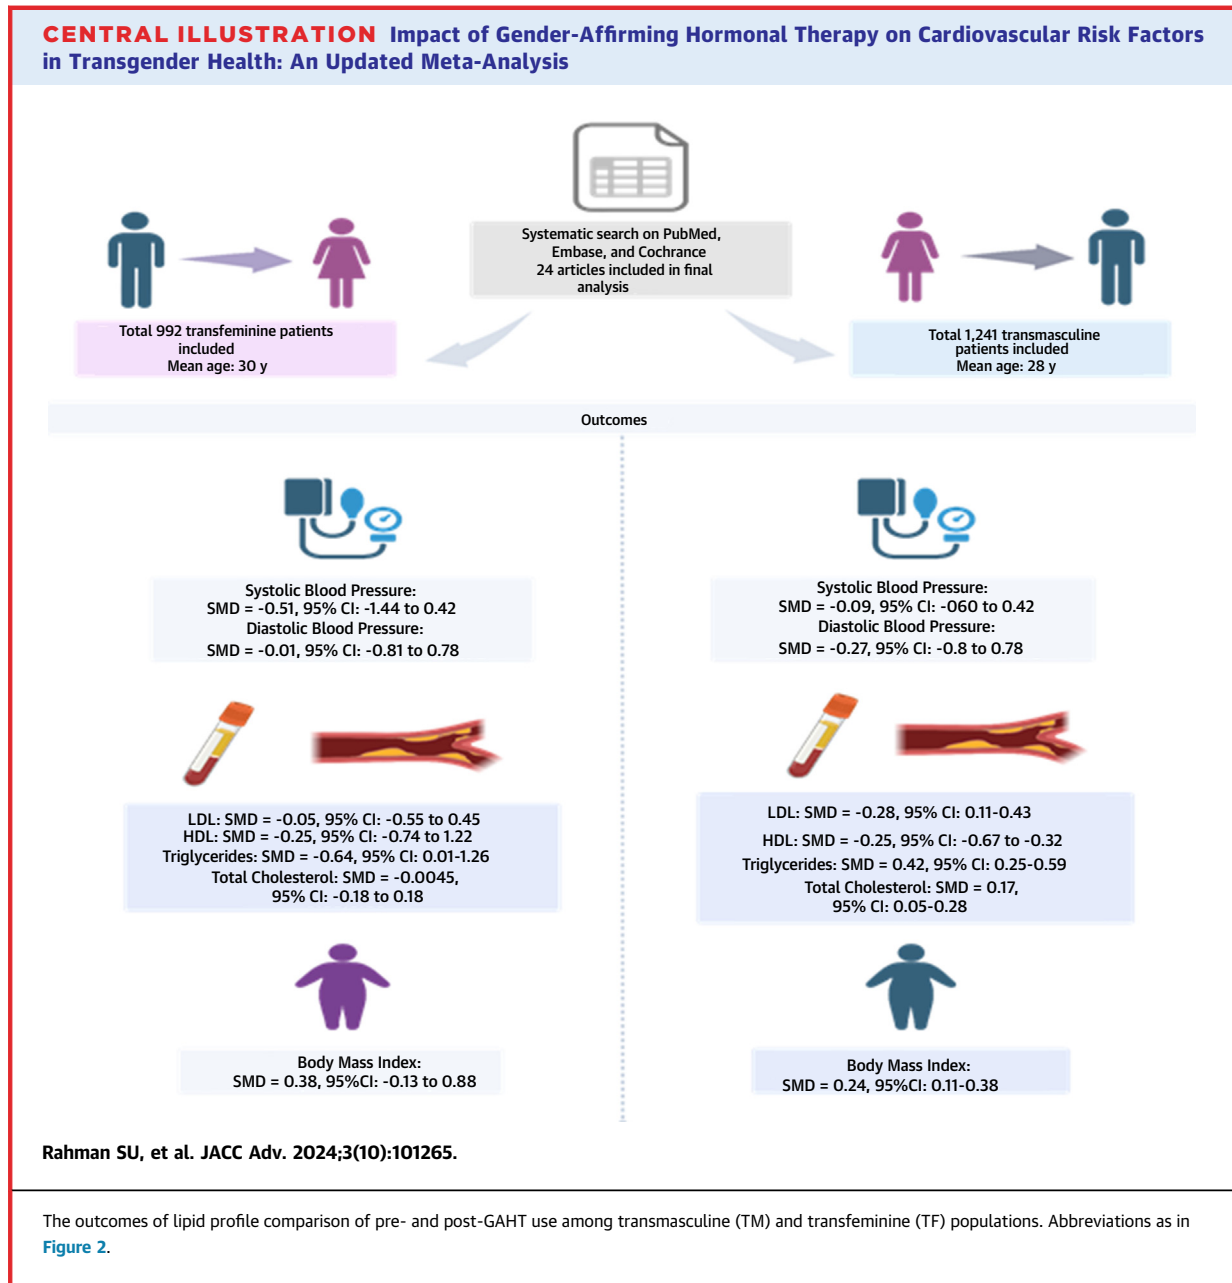 CENTRAL ILLUSTRATION Impact of Gender-Affirming Hormonal Therapy on Cardiovascular Risk Factors
in Transgender Health: An Updated Meta-Analysis
Systematic search on PubMed,
Embase, and Cochrance
24 articles included in final
analysis
Total 992 transfeminine patients
included
Mean age: 30 y
Total 1,241 transmasculine
patients included
Mean age: 28 y
Outcomes
Systolic Blood Pressure:
SMD = -0.51, 95% CI: -1.44 to 0.42
Diastolic Blood Pressure:
SMD = -0.01, 95% CI: -0.81 to 0.78
Systolic Blood Pressure:
SMD = -0.09, 95% CI: -060 to 0.42
Diastolic Blood Pressure:
SMD = -0.27, 95% CI: -0.8 to 0.78
LDL: SMD = -0.05, 95% CI: -0.55 to 0.45
HDL: SMD = -0.25, 95% CI: -0.74 to 1.22
Triglycerides: SMD = -0.64, 95% CI: 0.01-1.26
Total Cholesterol: SMD = -0.0045,
95% CI: -0.18 to 0.18
LDL: SMD = -0.28, 95% CI: 0.11-0.43
HDL: SMD = -0.25, 95% CI: -0.67 to -0.32
Triglycerides: SMD = 0.42, 95% CI: 0.25-0.59
Total Cholesterol: SMD = 0.17,
95% CI: 0.05-0.28
Body Mass Index:
SMD = 0.38, 95%CI: -0.13 to 0.88
Body Mass Index:
SMD = 0.24, 95%CI: 0.11-0.38
Rahman SU, et al. JACC Adv. 2024;3(10):101265.
The outcomes of lipid profile comparison of pre- and post-GAHT use among transmasculine (TM) and transfeminine (TF) populations. Abbreviations as in
Figure 2.